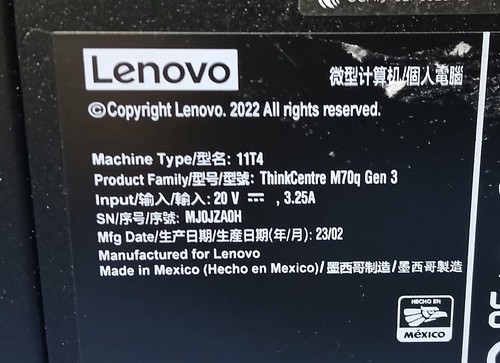 Lenovo
微型计算机/個人電腦
©Copyright Lenovo. 2022 All rights reserved.
Machine Type/型名: 11T4
Product Family/型号/型號: ThinkCentre M70q Gen 3
Input/输入/輸入: 20 V ⎓ , 3.25A
SN/序号/序號: MJ0JZA0H
Mfg Date/生产日期/生産日期(年/月): 23/02
Manufactured for Lenovo
Made in Mexico (Hecho en Mexico)/ 墨西哥制造/ 墨西哥製造
HECHO EN
MÉXICO